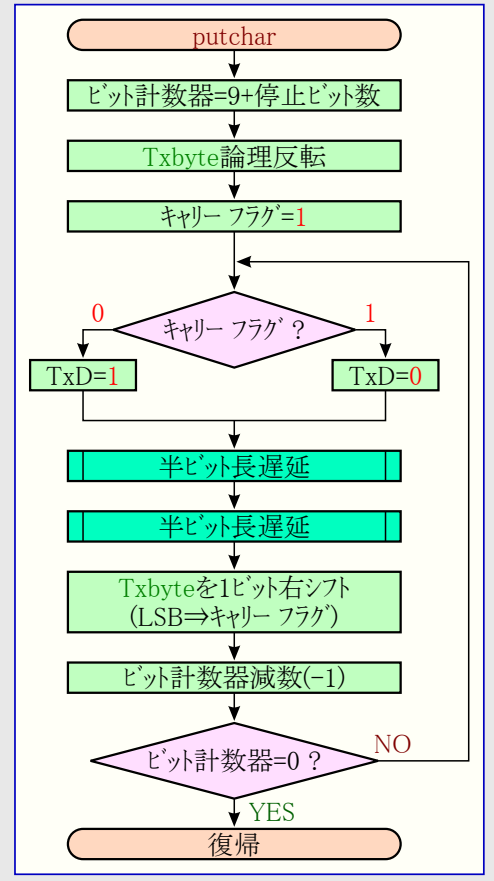 putchar
ﾋﾞｯﾄ計数器=9+停止ﾋﾞｯﾄ数
Txbyte論理反転
ｷｬﾘｰ ﾌﾗｸﾞ=1
ｷｬﾘｰ ﾌﾗｸﾞ ?
0
1
TxD=1
TxD=0
半ﾋﾞｯﾄ長遅延
半ﾋﾞｯﾄ長遅延
Txbyteを1ﾋﾞｯﾄ右ｼﾌﾄ
(LSB⇒ｷｬﾘｰ ﾌﾗｸﾞ)
ﾋﾞｯﾄ計数器減数(-1)
ﾋﾞｯﾄ計数器=0 ?
NO
YES
復帰